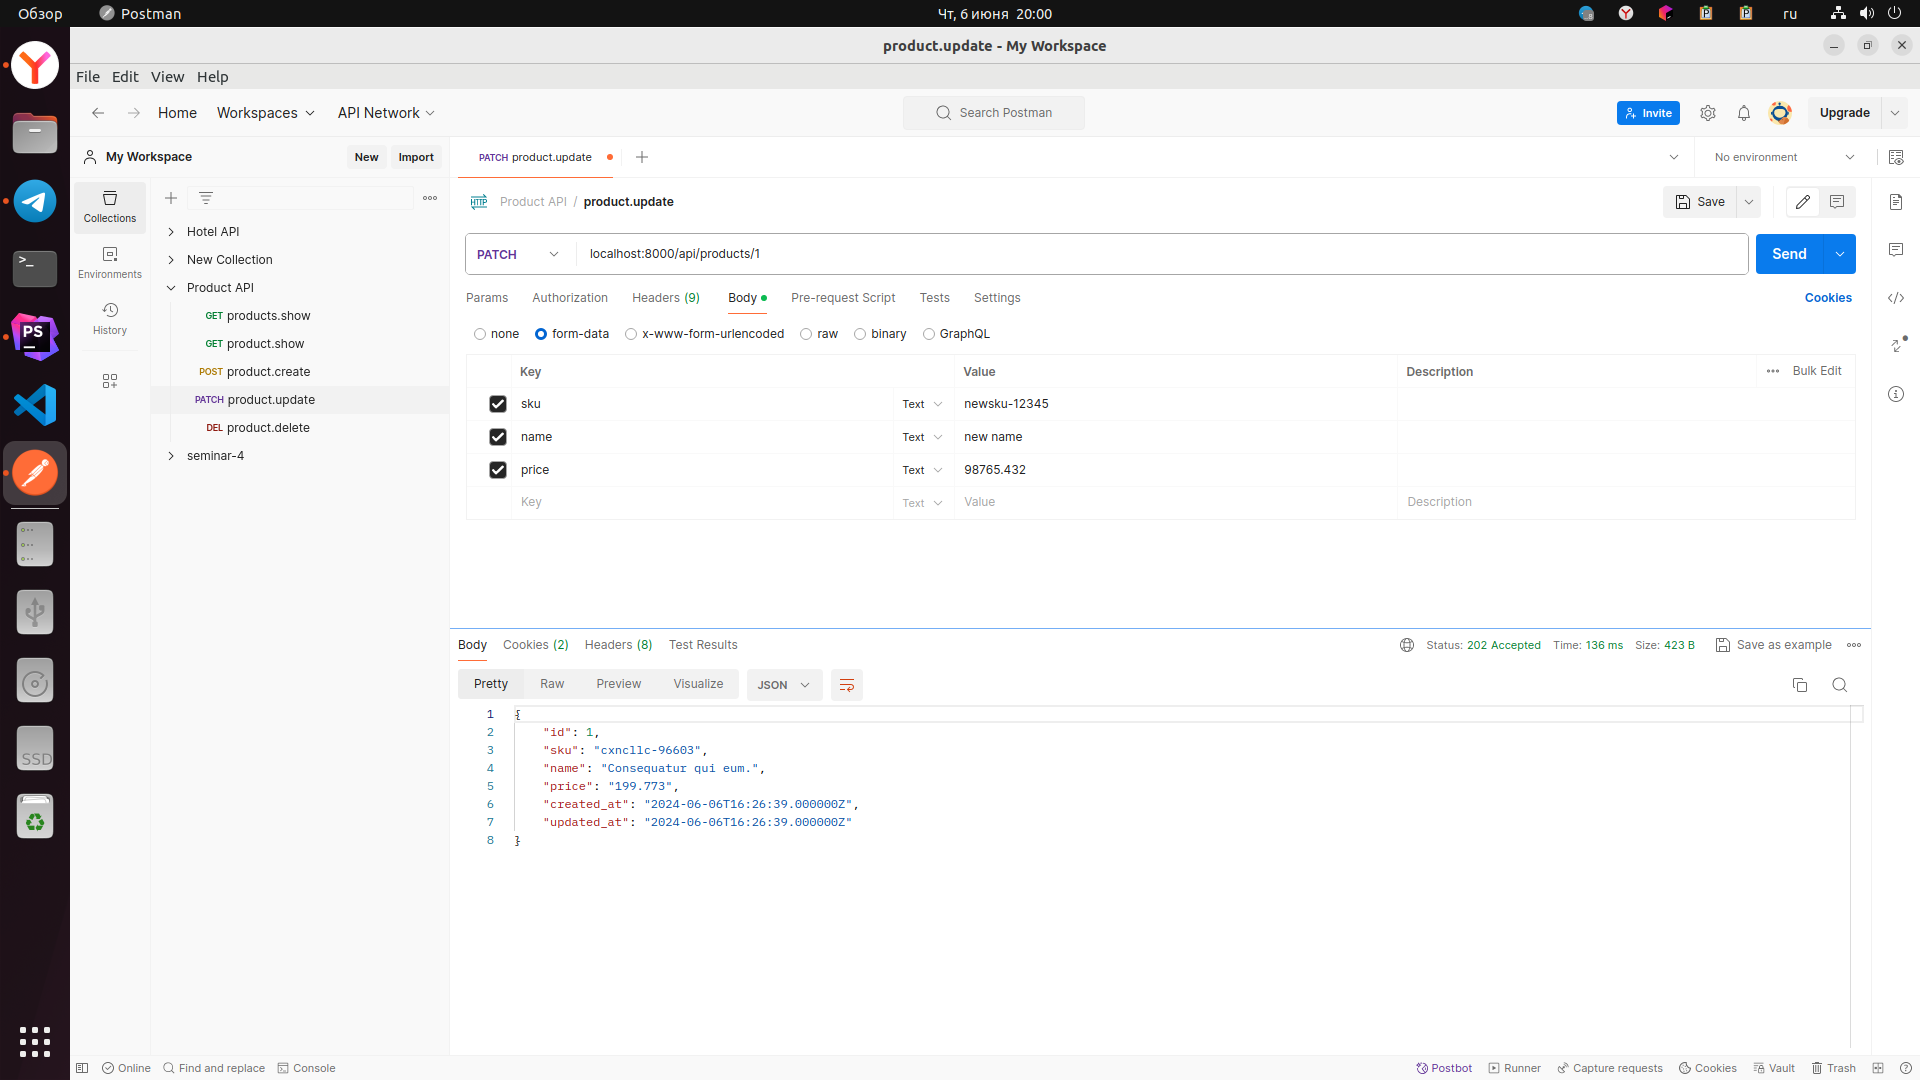 Обзор
Postman
Чт, 6 июня 20:00
ru
product.update - My Workspace
File Edit View Help
Home Workspaces API Network
Search Postman
Invite
Upgrade
My Workspace
New Import
PATCH product.update
No environment
Collections
Environments
History
Hotel API
New Collection
Product API
GET products.show
GET product.show
POST product.create
PATCH product.update
DEL product.delete
seminar-4
HTTP Product API / product.update
Save
PATCH localhost:8000/api/products/1
Send
Params Authorization Headers (9) Body Pre-request Script Tests Settings
Cookies
none form-data x-www-form-urlencoded raw binary GraphQL
Key Value Description Bulk Edit
sku Text newsku-12345
name Text new name
price Text 98765.432
Key Text Value Description
Body Cookies (2) Headers (8) Test Results
Status: 202 Accepted Time: 136 ms Size: 423 B Save as example
Pretty Raw Preview Visualize JSON
1 {
2 "id": 1,
3 "sku": "cxncllc-96603",
4 "name": "Consequatur qui eum.",
5 "price": "199.773",
6 "created_at": "2024-06-06T16:26:39.000000Z",
7 "updated_at": "2024-06-06T16:26:39.000000Z"
8 }
PS
>_
SSD
Online Find and replace Console
Postbot Runner Capture requests Cookies Vault Trash